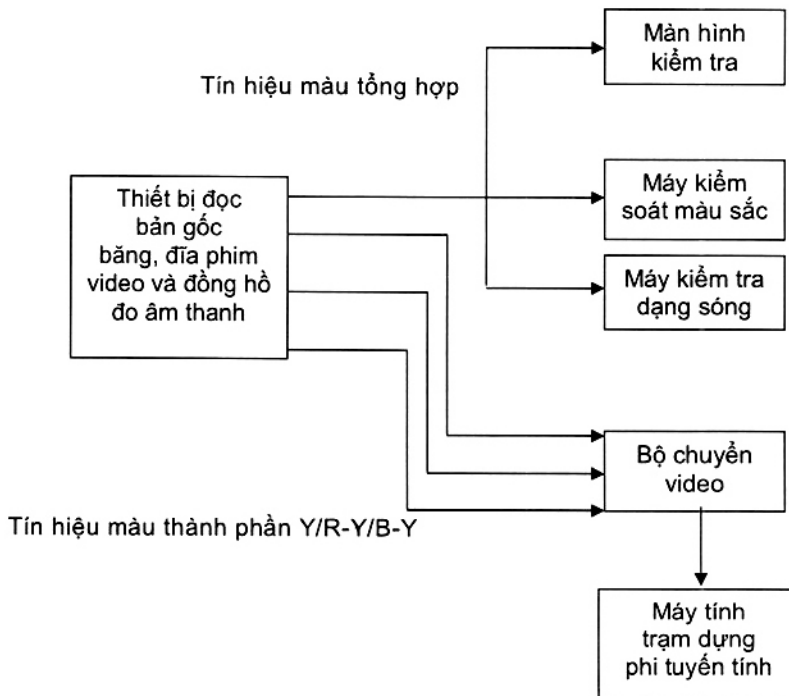 Màn hình
kiểm tra
Tín hiệu màu tổng hợp
Thiết bị đọc
bản gốc
băng, đĩa phim
video và đồng hồ
đo âm thanh
Máy kiểm
soát màu sắc
Máy kiểm tra
dạng sóng
Bộ chuyển
video
Tín hiệu màu thành phần Y/R-Y/B-Y
Máy tính
trạm dựng
phi tuyến tính